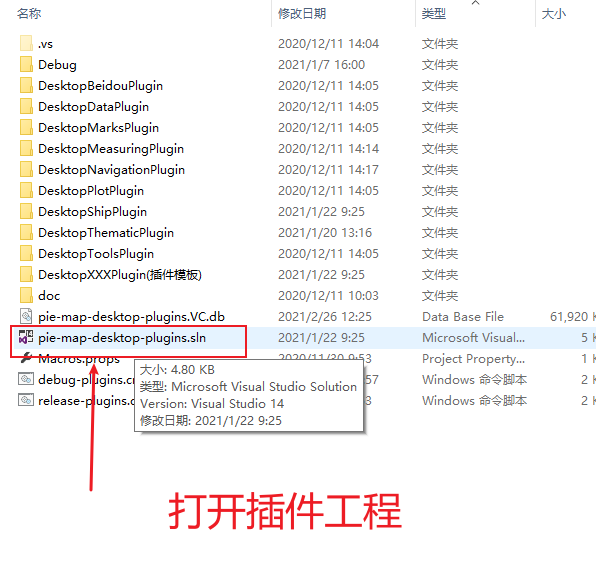 名称 修改日期 类型 大小
.vs 2020/12/11 14:04 文件夹
Debug 2021/1/7 16:00 文件夹
DesktopBeidouPlugin 2020/12/11 14:05 文件夹
DesktopDataPlugin 2020/12/11 14:05 文件夹
DesktopMarksPlugin 2020/12/11 14:05 文件夹
DesktopMeasuringPlugin 2020/12/11 14:14 文件夹
DesktopNavigationPlugin 2020/12/11 14:17 文件夹
DesktopPlotPlugin 2020/12/11 14:05 文件夹
DesktopShipPlugin 2021/1/22 9:25 文件夹
DesktopThematicPlugin 2021/1/20 13:16 文件夹
DesktopToolsPlugin 2020/12/11 14:05 文件夹
DesktopXXXPlugin(插件模板) 2021/1/22 9:25 文件夹
doc 2020/12/11 10:03 文件夹
pie-map-desktop-plugins.VC.db 2021/2/26 12:25 Data Base File 61,920 K
pie-map-desktop-plugins.sln 2021/1/22 9:25 Microsoft Visual... 5 K
Macros.props 2020/11/30 9:53 Project Property... 
debug-plugins.c 57 Windows 命令脚本 2 K
release-plugins.c 3 Windows 命令脚本 2 K
大小: 4.80 KB
类型: Microsoft Visual Studio Solution
Version: Visual Studio 14
修改日期: 2021/1/22 9:25
打开插件工程